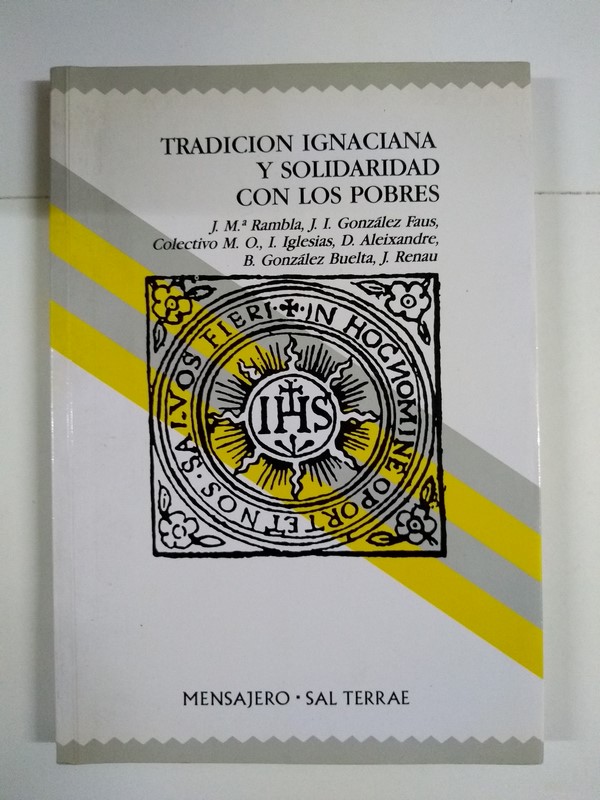 TRADICION IGNACIANA
Y SOLIDARIDAD
CON LOS POBRES
J. M.ª Rambla, J. I. González Faus,
Colectivo M. O., I. Iglesias, D. Aleixandre,
B. González Buelta, J. Renau
IN HOC NOMINE OPORTET NOS · SALVOS FIERI ·
IHS
MENSAJERO · SAL TERRAE